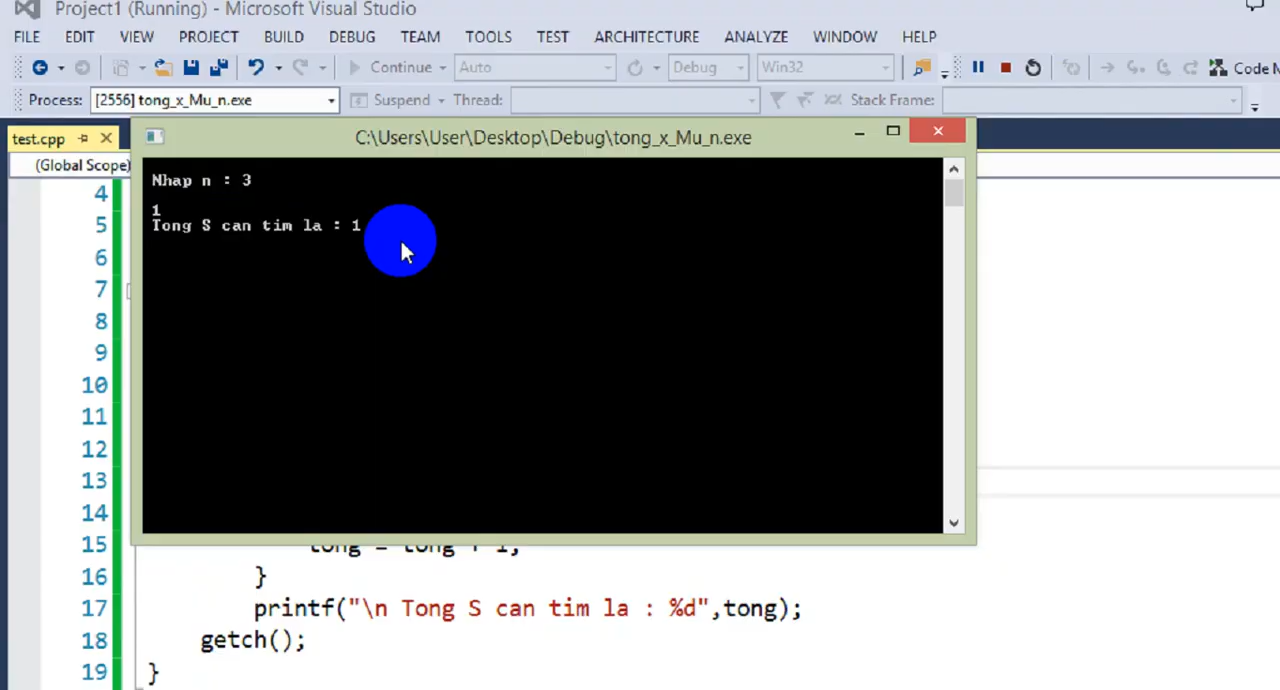 Project1 (Running) - Microsoft Visual Studio
FILE EDIT VIEW PROJECT BUILD DEBUG TEAM TOOLS TEST ARCHITECTURE ANALYZE WINDOW HELP
Continue Auto Debug Win32 Code
Process: [2556] tong_x_Mu_n.exe Suspend Thread: Stack Frame:
test.cpp
C:\Users\User\Desktop\Debug\tong_x_Mu_n.exe
(Global Scope)
Nhap n : 3
1
Tong S can tim la : 1
4
5
6
7
8
9
10
11
12
13
14
15 tong = tong +
16 }
17 printf("\n Tong S can tim la : %d",tong);
18 getch();
19 }